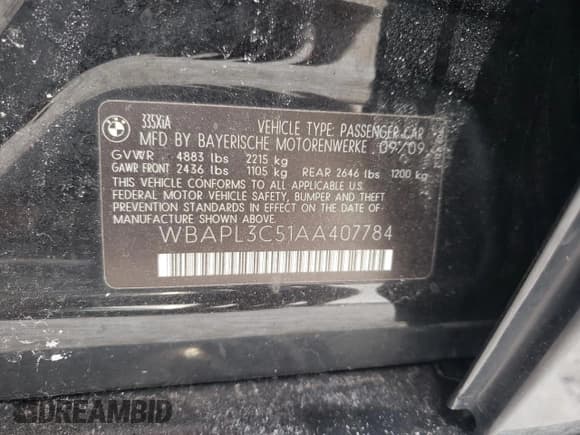 BMW
335XiA
VEHICLE TYPE: PASSENGER CAR
MFD BY BAYERISCHE MOTORENWERKE 09/09
GVWR 4883 lbs 2215 kg
GAWR FRONT 2436 lbs 1105 kg REAR 2646 lbs 1200 kg
THIS VEHICLE CONFORMS TO ALL APPLICABLE U.S.
FEDERAL MOTOR VEHICLE SAFETY, BUMPER AND THEFT
PREVENTION STANDARDS IN EFFECT ON THE DATE OF
MANUFACTURE SHOWN ABOVE.
WBAPL3C51AA407784
DREAMBID